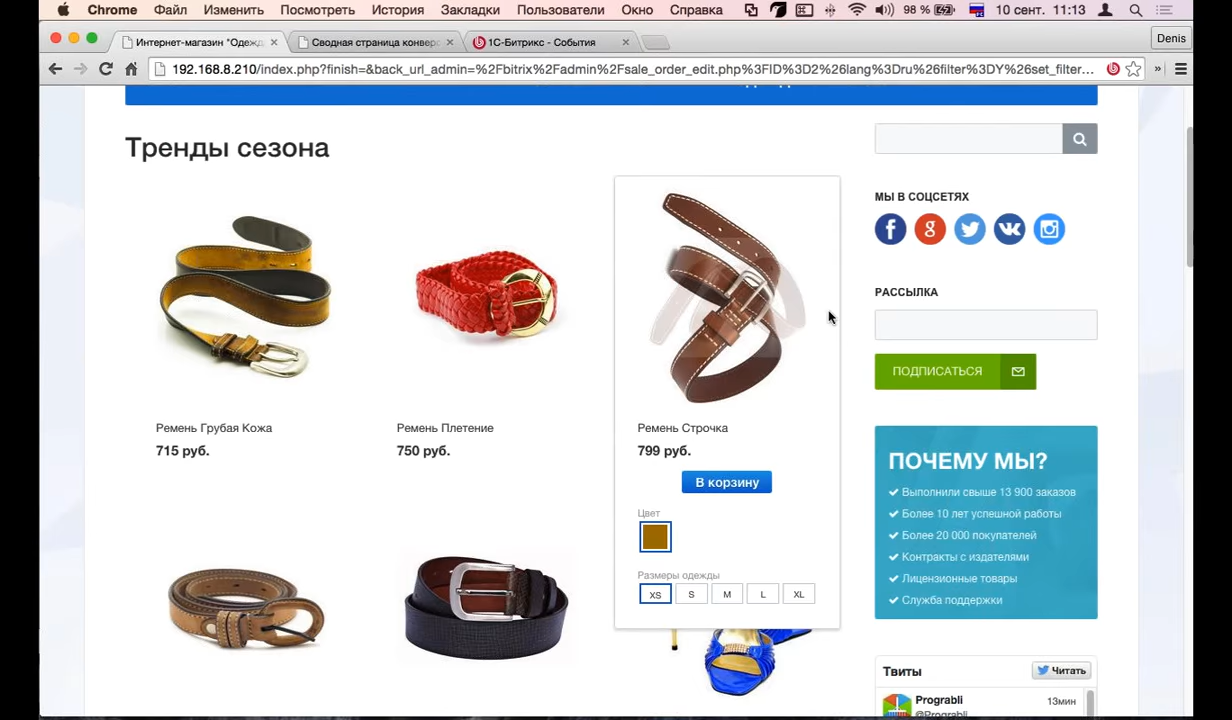 Chrome Файл Изменить Посмотреть История Закладки Пользователи Окно Справка 98 % 10 сент. 11:13
Интернет-магазин "Одежд Сводная страница конверс 1С-Битрикс - События Denis
192.168.8.210/index.php?finish=&back_url_admin=%2Fbitrix%2Fadmin%2Fsale_order_edit.php%3FID%3D2%26lang%3Dru%26filter%3DY%26set_filter...
Тренды сезона
МЫ В СОЦСЕТЯХ
РАССЫЛКА
ПОДПИСАТЬСЯ
Ремень Грубая Кожа
715 руб.
Ремень Плетение
750 руб.
Ремень Строчка
799 руб.
В корзину
Цвет
Размеры одежды
XS S M L XL
ПОЧЕМУ МЫ?
Выполнили свыше 13 900 заказов
Более 10 лет успешной работы
Более 20 000 покупателей
Контракты с издателями
Лицензионные товары
Служба поддержки
Твиты Читать
Prograbli 13мин
@Prograbli